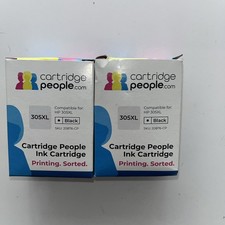 cartridge
people.com
Compatible for
HP 305XL
305XL
Black
Cartridge People
Ink Cartridge
Printing. Sorted.
cartridge
people.com
Compatible for
HP 305XL
305XL
Black
Cartridge People
Ink Cartridge
Printing. Sorted.